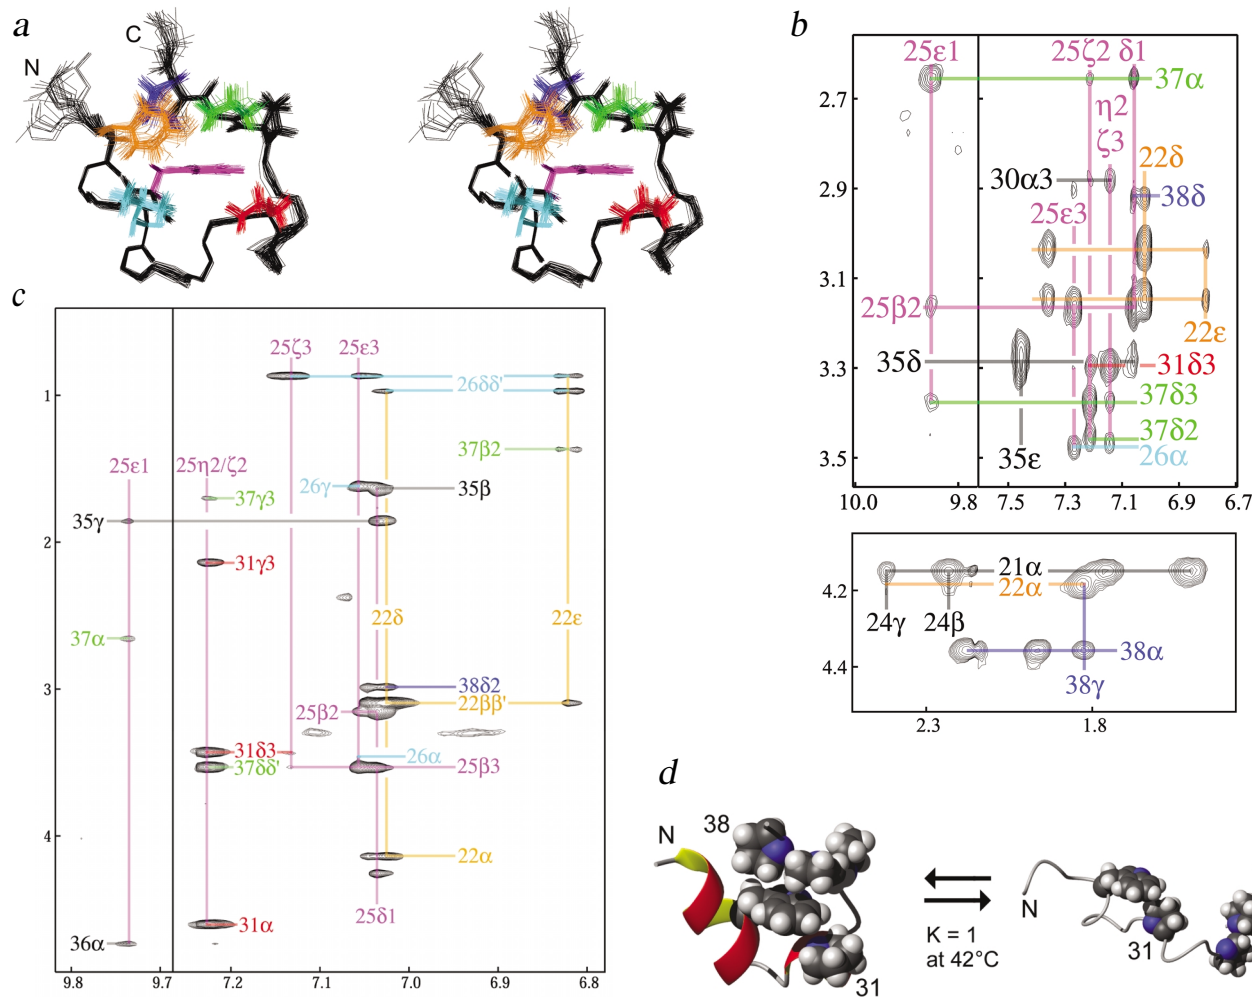 a
N
C
b
25ε1
25ζ2 δ1
37α
η2
ζ3
22δ
30α3
38δ
25ε3
25β2
22ε
35δ
31δ3
37δ3
37δ2
35ε
26α
2.7
2.9
3.1
3.3
3.5
10.0 9.8 7.5 7.3 7.1 6.9 6.7
21α
22α
24γ 24β
38α
38γ
4.2
4.4
2.3 1.8
c
25ζ3 25ε3
26δδ'
37β2
25ε1 25η2/ζ2
26γ 35β
37γ3
35γ
31γ3
22δ 22ε
37α
38δ2
25β2 22ββ'
31δ3 26α
37δδ' 25β3
22α
25δ1
31α
36α
1
2
3
4
9.8 9.7 7.2 7.1 7.0 6.9 6.8
d
N
38
31
K = 1
at 42°C
N
31